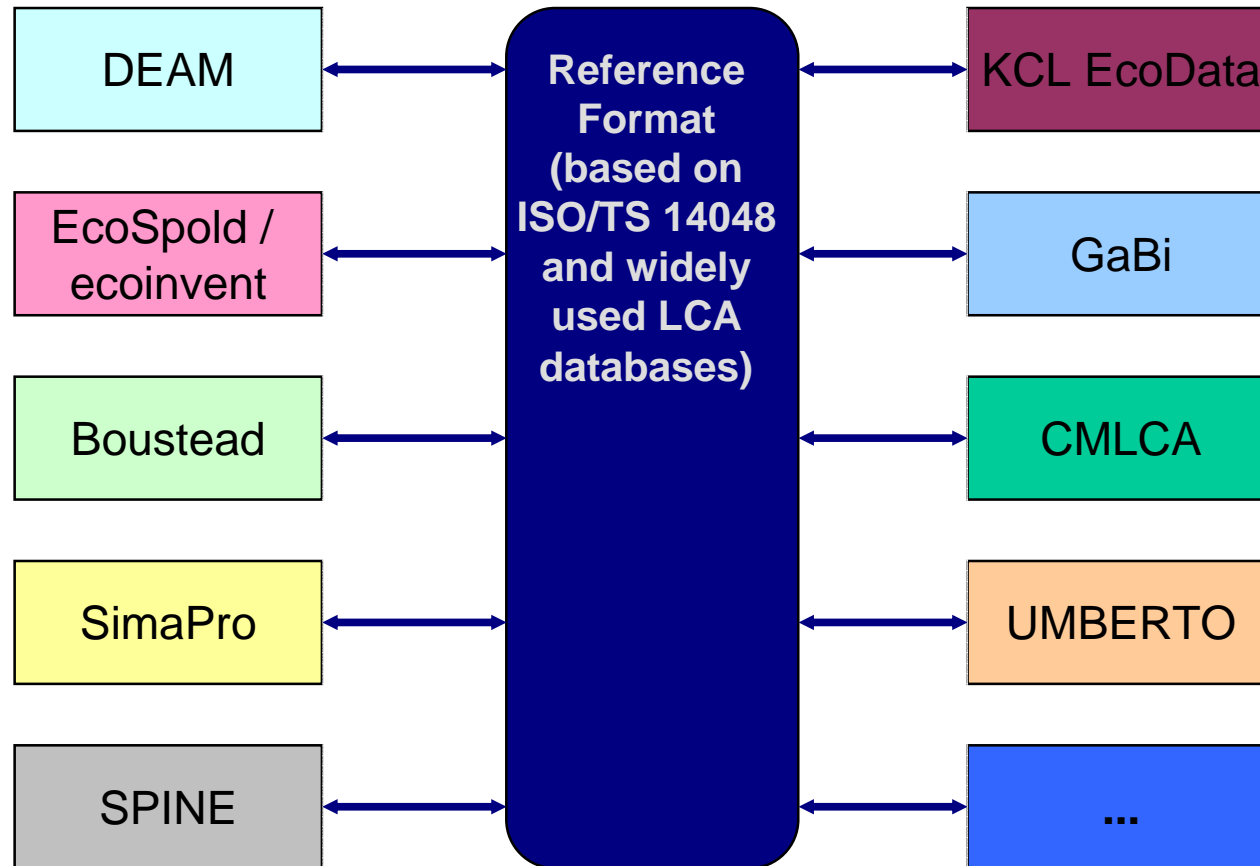 DEAM
EcoSpold /
ecoinvent
Boustead
SimaPro
SPINE
Reference
Format
(based on
ISO/TS 14048
and widely
used LCA
databases)
KCL EcoData
GaBi
CMLCA
UMBERTO
...